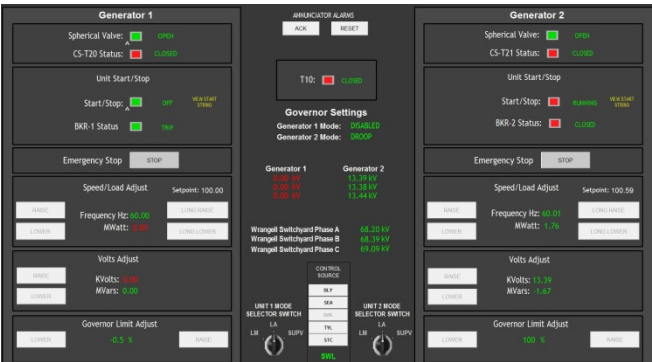 Generator 1
Spherical Valve: OPEN
A
CS-T20 Status: CLOSED
Unit Start/Stop
Start/Stop: OFF VIEW START STRING
A
BKR-1 Status TRIP
Emergency Stop STOP
Speed/Load Adjust Setpoint: 100.00
RAISE LONG RAISE
Frequency Hz: 60.00
MWatt: 0.00
LOWER LONG LOWER
Volts Adjust
RAISE
KVolts: 0.00
LOWER
MVars: 0.00
Governor Limit Adjust
LOWER -0.5 % RAISE
ANNUNCIATOR ALARMS
ACK RESET
T10: CLOSED
Governor Settings
Generator 1 Mode: DISABLED
Generator 2 Mode: DROOP
Generator 1 Generator 2
0.00 kV 13.39 kV
0.00 kV 13.38 kV
0.00 kV 13.44 kV
Wrangell Switchyard Phase A 68.20 kV
Wrangell Switchyard Phase B 68.39 kV
Wrangell Switchyard Phase C 69.09 kV
CONTROL
SOURCE
BLY
SEA
SWL
TYL
STC
SWL
UNIT 1 MODE
SELECTOR SWITCH
LA
LM SUPV
UNIT 2 MODE
SELECTOR SWITCH
LA
LM SUPV
Generator 2
Spherical Valve: OPEN
CS-T21 Status: CLOSED
Unit Start/Stop
Start/Stop: RUNNING VIEW START STRING
BKR-2 Status: CLOSED
Emergency Stop STOP
Speed/Load Adjust Setpoint: 100.59
RAISE LONG RAISE
Frequency Hz: 60.01
MWatt: 1.76
LOWER LONG LOWER
Volts Adjust
RAISE
KVolts: 13.39
LOWER
MVars: -1.67
Governor Limit Adjust
LOWER 100 % RAISE